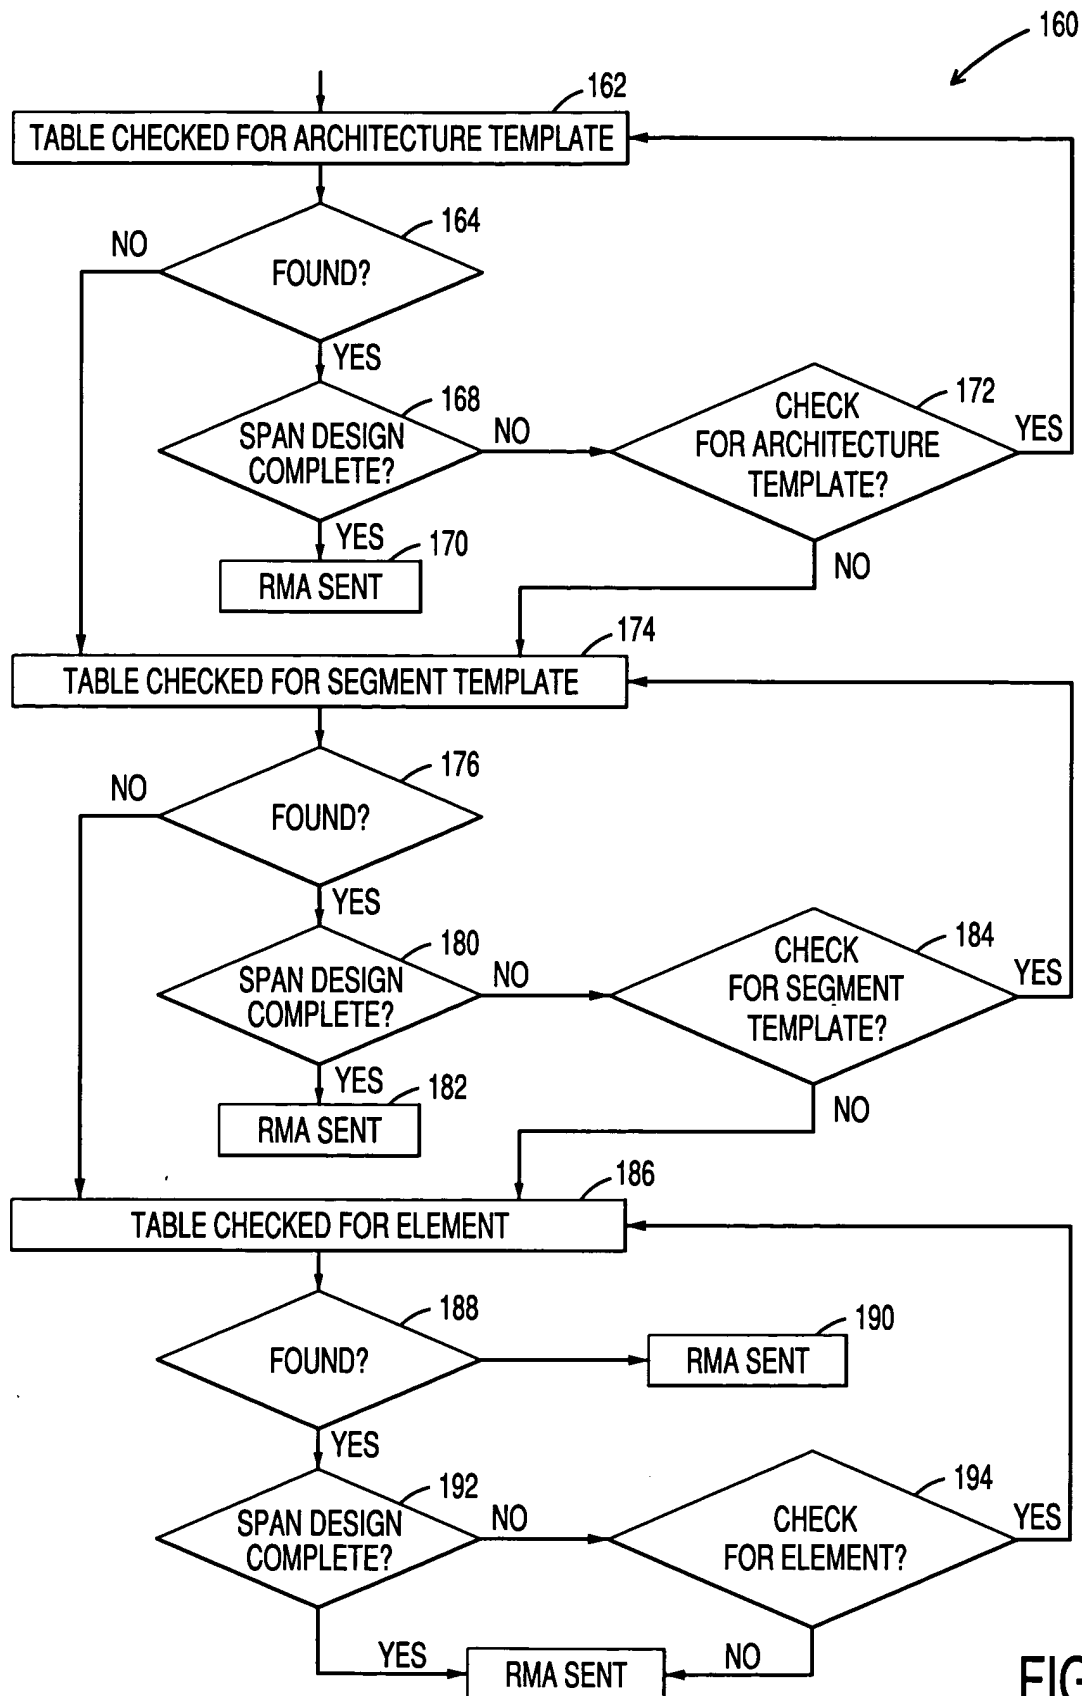 160
162
TABLE CHECKED FOR ARCHITECTURE TEMPLATE
164
NO
FOUND?
YES
168
SPAN DESIGN
COMPLETE?
NO
CHECK
FOR ARCHITECTURE
TEMPLATE?
172
YES
YES
170
RMA SENT
NO
174
TABLE CHECKED FOR SEGMENT TEMPLATE
176
NO
FOUND?
YES
180
SPAN DESIGN
COMPLETE?
NO
CHECK
FOR SEGMENT
TEMPLATE?
184
YES
YES
182
RMA SENT
NO
186
TABLE CHECKED FOR ELEMENT
188
FOUND?
190
RMA SENT
YES
192
SPAN DESIGN
COMPLETE?
NO
CHECK
FOR ELEMENT?
194
YES
YES
RMA SENT
NO
FIG